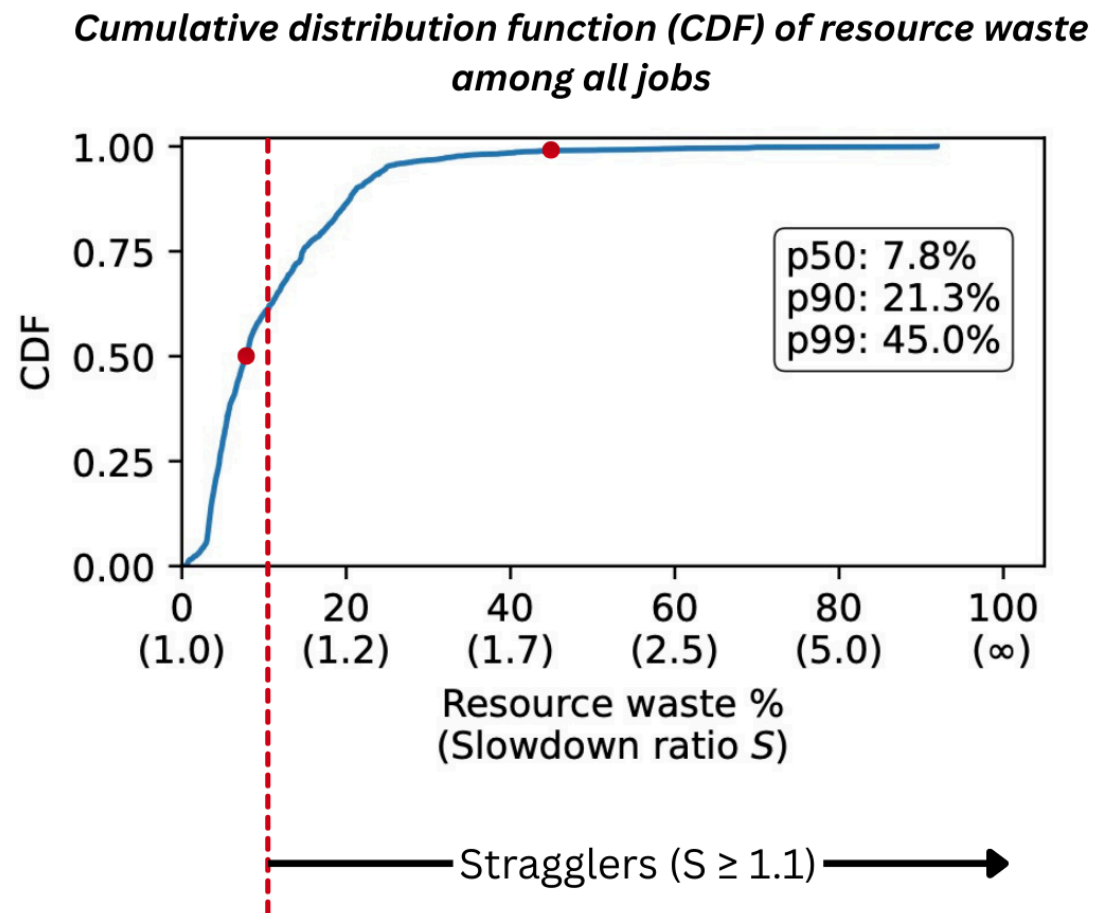 Cumulative distribution function (CDF) of resource waste
among all jobs
1.00
0.75
0.50
0.25
0.00
CDF
p50: 7.8%
p90: 21.3%
p99: 45.0%
0 20 40 60 80 100
(1.0) (1.2) (1.7) (2.5) (5.0) (∞)
Resource waste %
(Slowdown ratio S)
Stragglers (S ≥ 1.1)